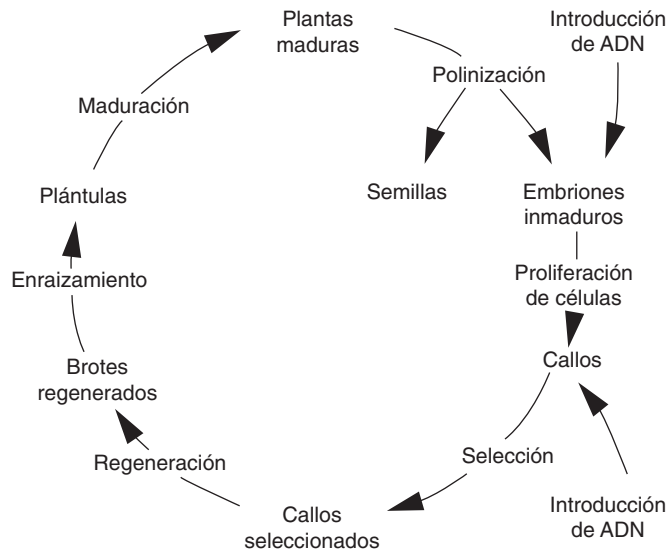 Plantas
maduras
Introducción
de ADN
Polinización
Maduración
Plántulas
Semillas
Embriones
inmaduros
Enraizamiento
Proliferación
de células
Brotes
regenerados
Callos
Regeneración
Selección
Callos
seleccionados
Introducción
de ADN